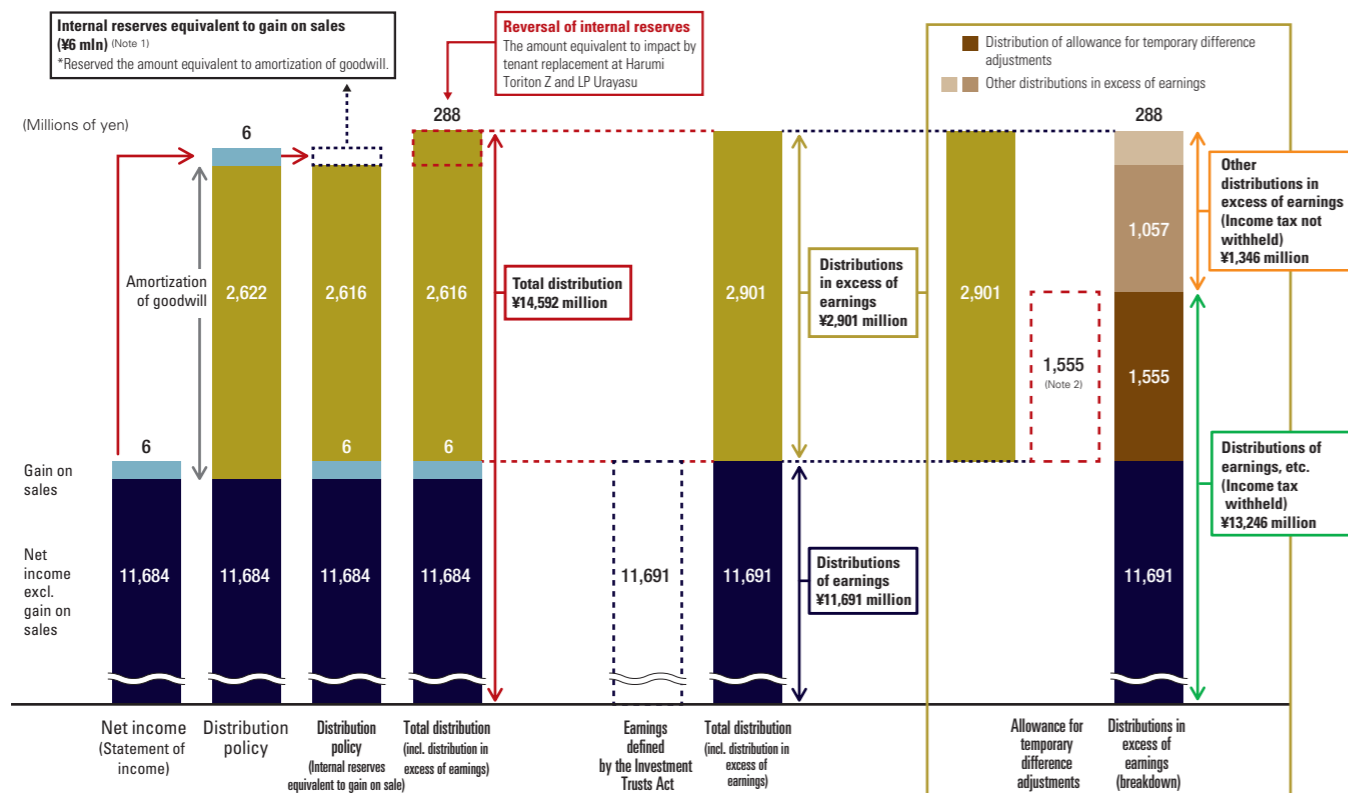 Internal reserves equivalent to gain on sales
(¥6 mln) (Note 1)
*Reserved the amount equivalent to amortization of goodwill.
Reversal of internal reserves
The amount equivalent to impact by
tenant replacement at Harumi
Toriton Z and LP Urayasu
Distribution of allowance for temporary difference
adjustments
Other distributions in excess of earnings
(Millions of yen)
6
288
288
Amortization
of goodwill
2,622
2,616
2,616
2,901
2,901
1,057
1,555
(Note 2)
1,555
Total distribution
¥14,592 million
Distributions
in excess of
earnings
¥2,901 million
Other
distributions in
excess of earnings
(Income tax not
withheld)
¥1,346 million
Distributions of
earnings, etc.
(Income tax
withheld)
¥13,246 million
6
6
6
Gain on
sales
Net
income
excl.
gain on
sales
11,684
11,684
11,684
11,684
11,691
11,691
11,691
Distributions
of earnings
¥11,691 million
Net income
(Statement of
income)
Distribution
policy
Distribution
policy
(Internal reserves
equivalent to gain on sale)
Total distribution
(incl. distribution in
excess of earnings)
Earnings
defined
by the Investment
Trusts Act
Total distribution
(incl. distribution in
excess of
earnings)
Allowance for
temporary
difference
adjustments
Distributions in
excess of
earnings
(breakdown)